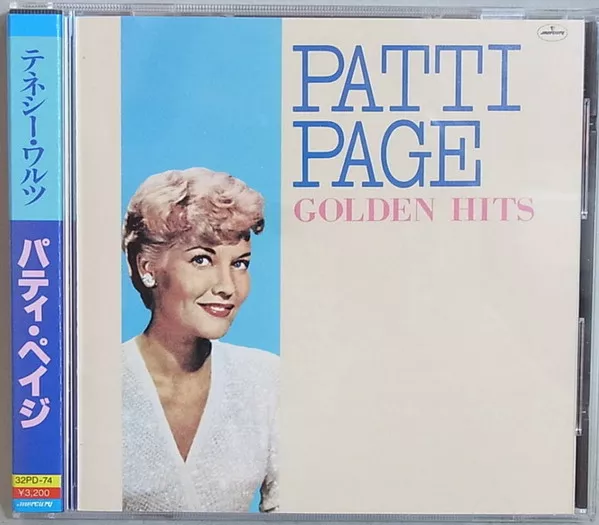 テネシー・ワルツ
パティ・ペイジ
32PD-74
¥3,200
mercury
mercury
PATTI
PAGE
GOLDEN HITS